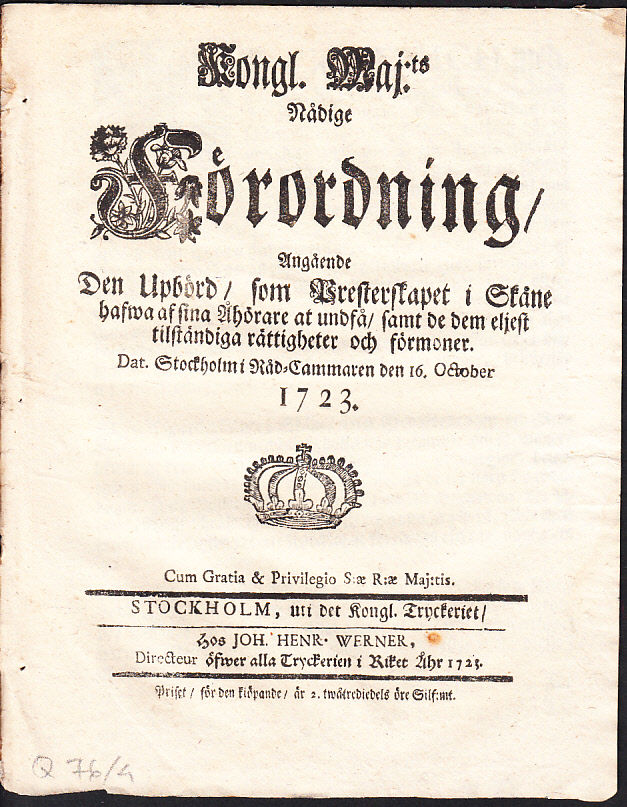 Kongl. Maj:ts
Nådige
Förordning/
Angående
Den Upbörd/ som Presterskapet i Skåne
hafwa af sina Åhörare at undfå/ samt de dem eljest
tilständiga rättigheter och förmoner.
Dat. Stockholm i Råd-Cammaren den 16. October
1723.
Cum Gratia & Privilegio S:æ R:æ Maj:tis.
STOCKHOLM, uti det Kongl. Tryckeriet/
Hos JOH. HENR. WERNER,
Directeur öfwer alla Tryckerien i Riket Åhr 1723.
Priset/ för den kiöpande/ är 2. twåtrediedels öre Silf:mt.
Q 76/4